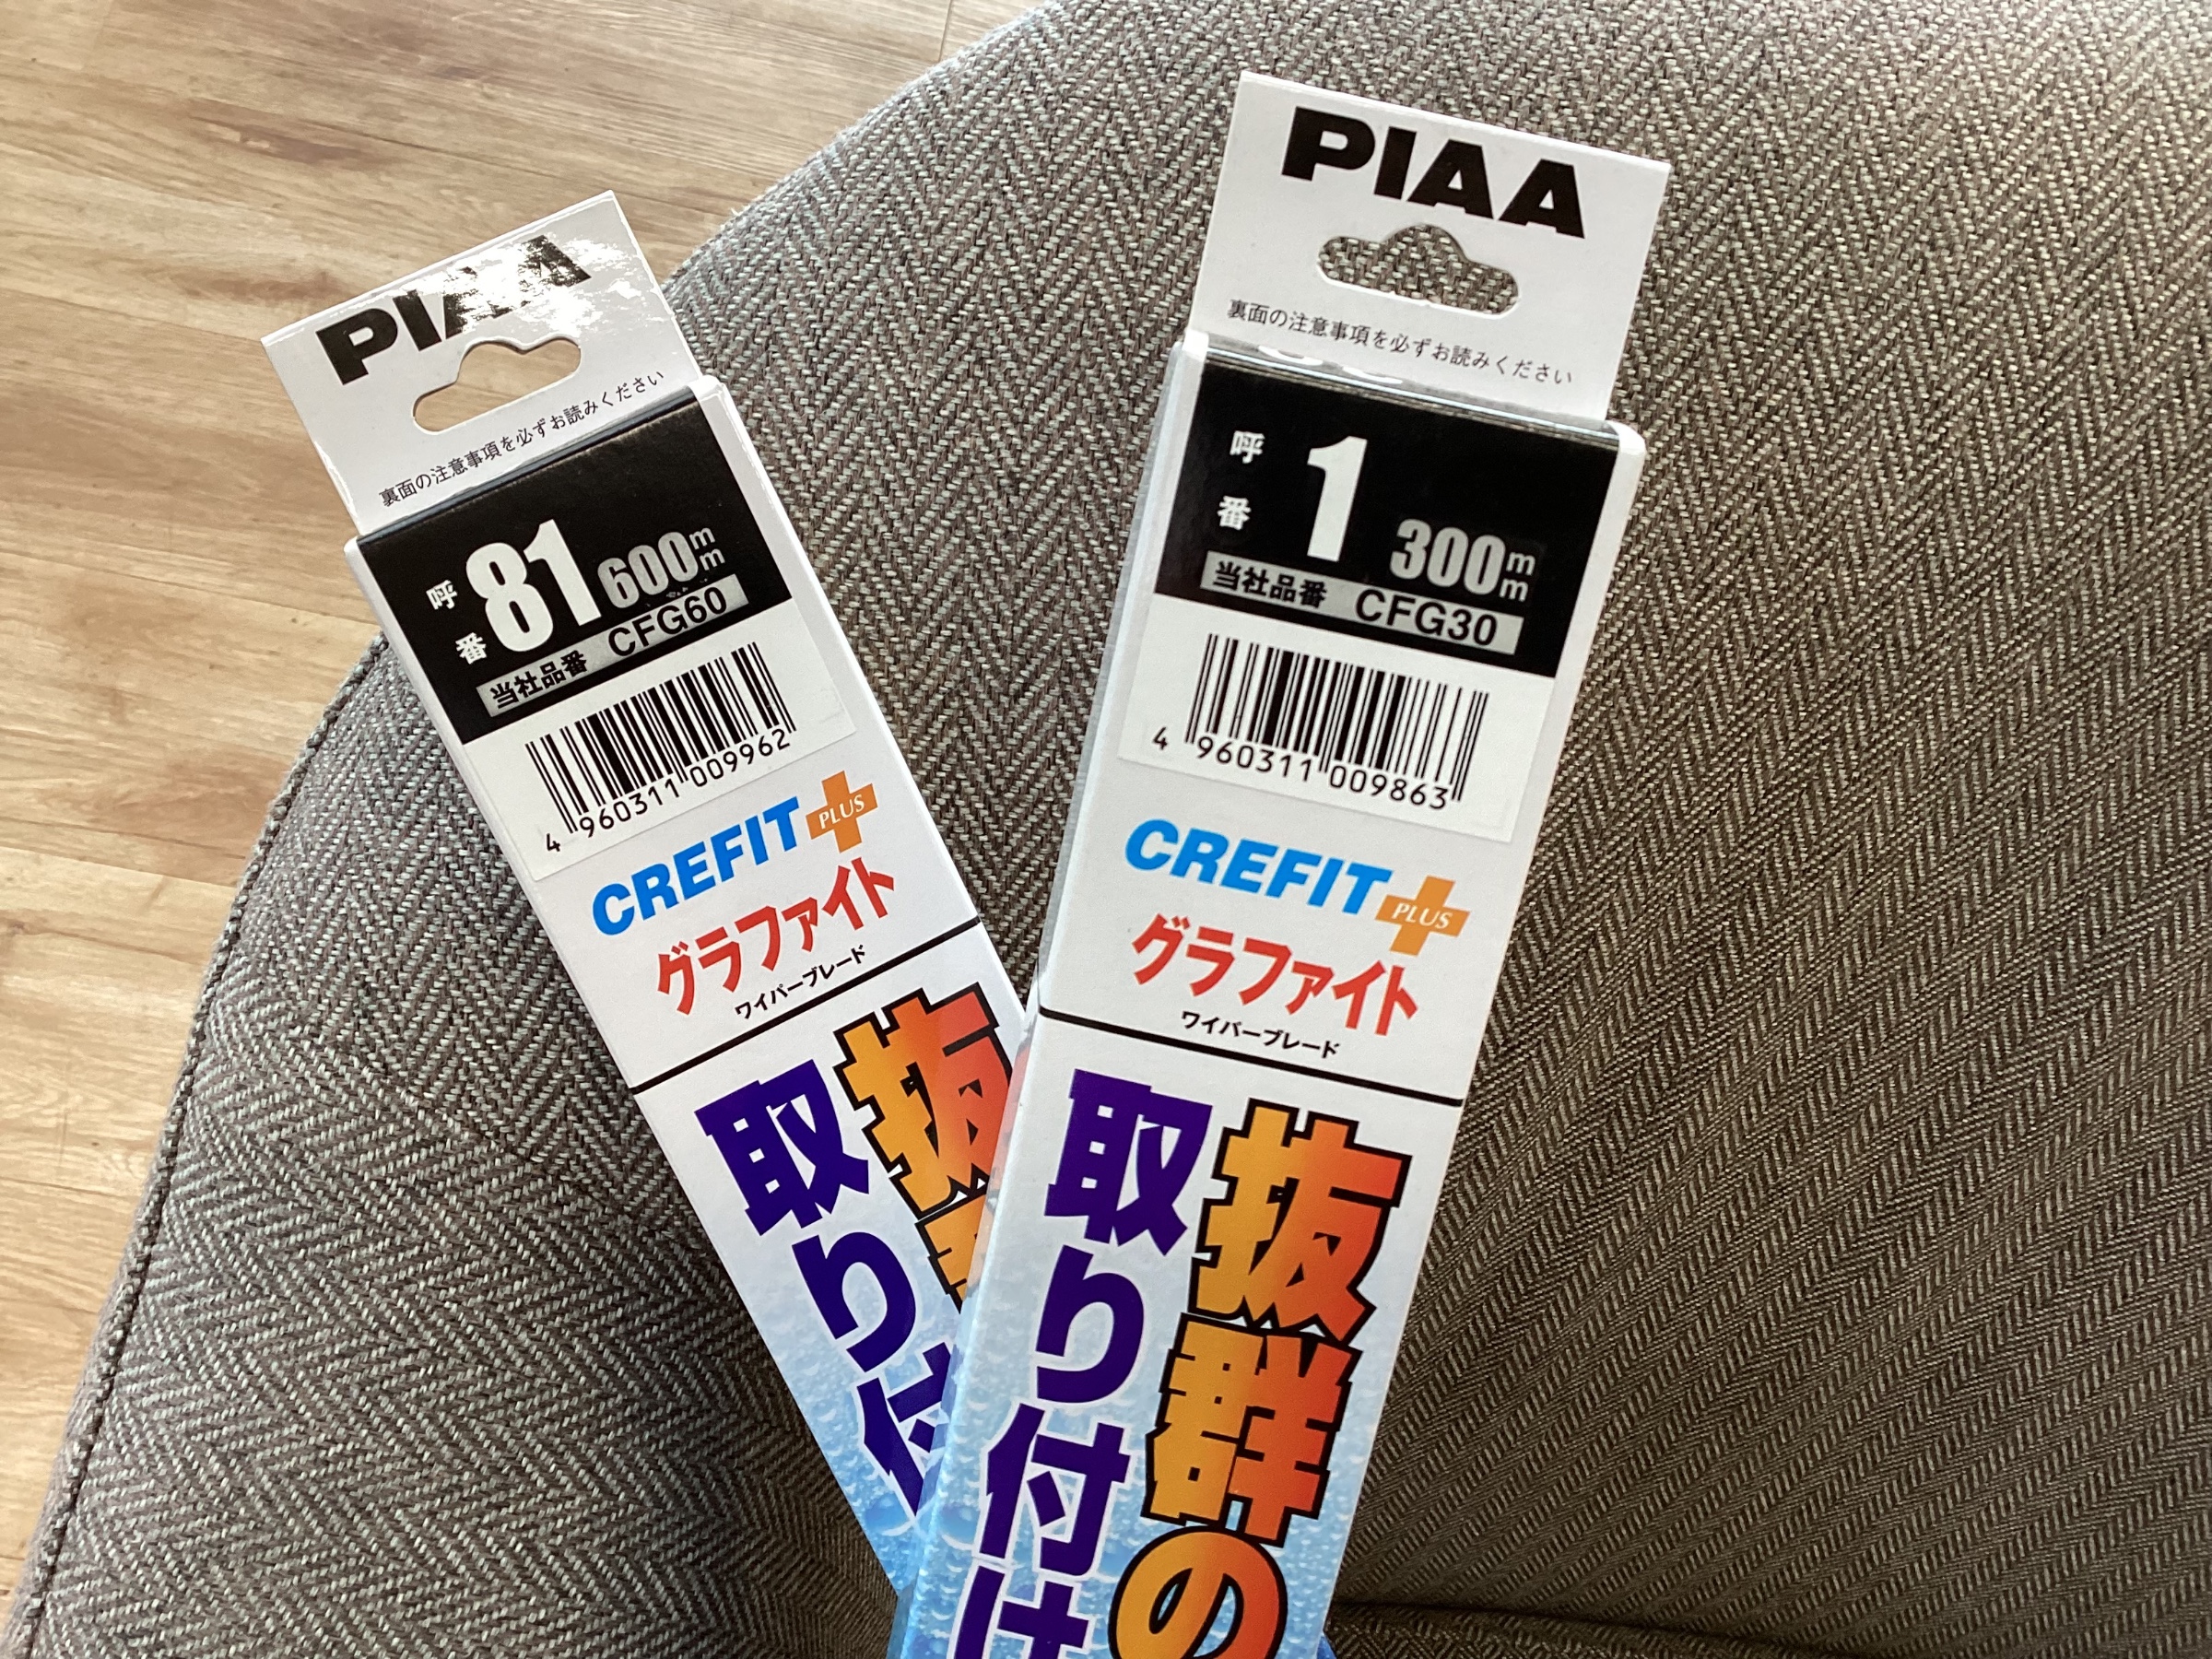 PIAA
裏面の注意事項を必ずお読みください
呼番 81 600mm
当社品番 CFG60
4 960311 009962
CREFIT PLUS
グラファイト
ワイパーブレード
抜
取り付
PIAA
裏面の注意事項を必ずお読みください
呼番 1 300mm
当社品番 CFG30
4 960311 009863
CREFIT PLUS
グラファイト
ワイパーブレード
抜群の
取り付け